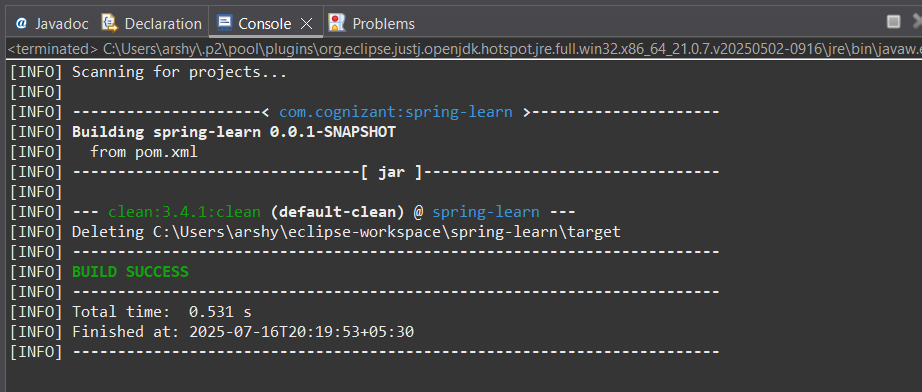 Javadoc Declaration Console Problems
<terminated> C:\Users\arshy\.p2\pool\plugins\org.eclipse.justj.openjdk.hotspot.jre.full.win32.x86_64_21.0.7.v20250502-0916\jre\bin\javaw.e
[INFO] Scanning for projects...
[INFO]
[INFO] ---------------------< com.cognizant:spring-learn >---------------------
[INFO] Building spring-learn 0.0.1-SNAPSHOT
[INFO]   from pom.xml
[INFO] --------------------------------[ jar ]---------------------------------
[INFO]
[INFO] --- clean:3.4.1:clean (default-clean) @ spring-learn ---
[INFO] Deleting C:\Users\arshy\eclipse-workspace\spring-learn\target
[INFO] ------------------------------------------------------------------------
[INFO] BUILD SUCCESS
[INFO] ------------------------------------------------------------------------
[INFO] Total time:  0.531 s
[INFO] Finished at: 2025-07-16T20:19:53+05:30
[INFO] ------------------------------------------------------------------------